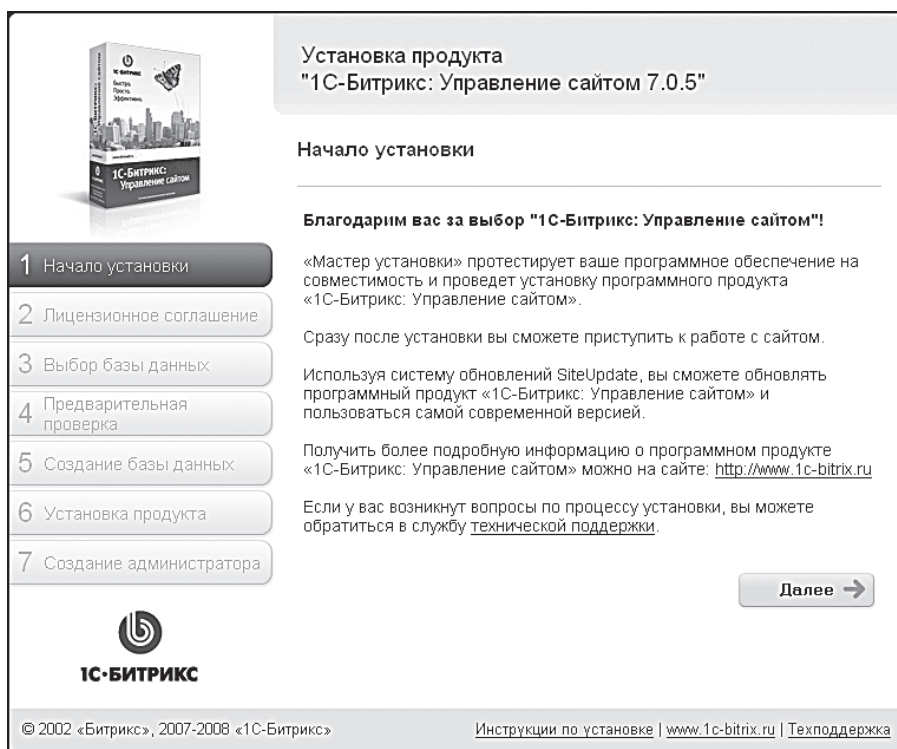 1С-БИТРИКС
Быстро.
Просто.
Эффективно.
1С-БИТРИКС:
Управление сайтом
Установка продукта
"1С-Битрикс: Управление сайтом 7.0.5"
1 Начало установки
2 Лицензионное соглашение
3 Выбор базы данных
4 Предварительная
проверка
5 Создание базы данных
6 Установка продукта
7 Создание администратора
1С·БИТРИКС
Начало установки
Благодарим вас за выбор "1С-Битрикс: Управление сайтом"!
«Мастер установки» протестирует ваше программное обеспечение на
совместимость и проведет установку программного продукта
«1С-Битрикс: Управление сайтом».
Сразу после установки вы сможете приступить к работе с сайтом.
Используя систему обновлений SiteUpdate, вы сможете обновлять
программный продукт «1С-Битрикс: Управление сайтом» и
пользоваться самой современной версией.
Получить более подробную информацию о программном продукте
«1С-Битрикс: Управление сайтом» можно на сайте: http://www.1c-bitrix.ru
Если у вас возникнут вопросы по процессу установки, вы можете
обратиться в службу технической поддержки.
Далее
© 2002 «Битрикс», 2007-2008 «1С-Битрикс»
Инструкции по установке | www.1c-bitrix.ru | Техподдержка